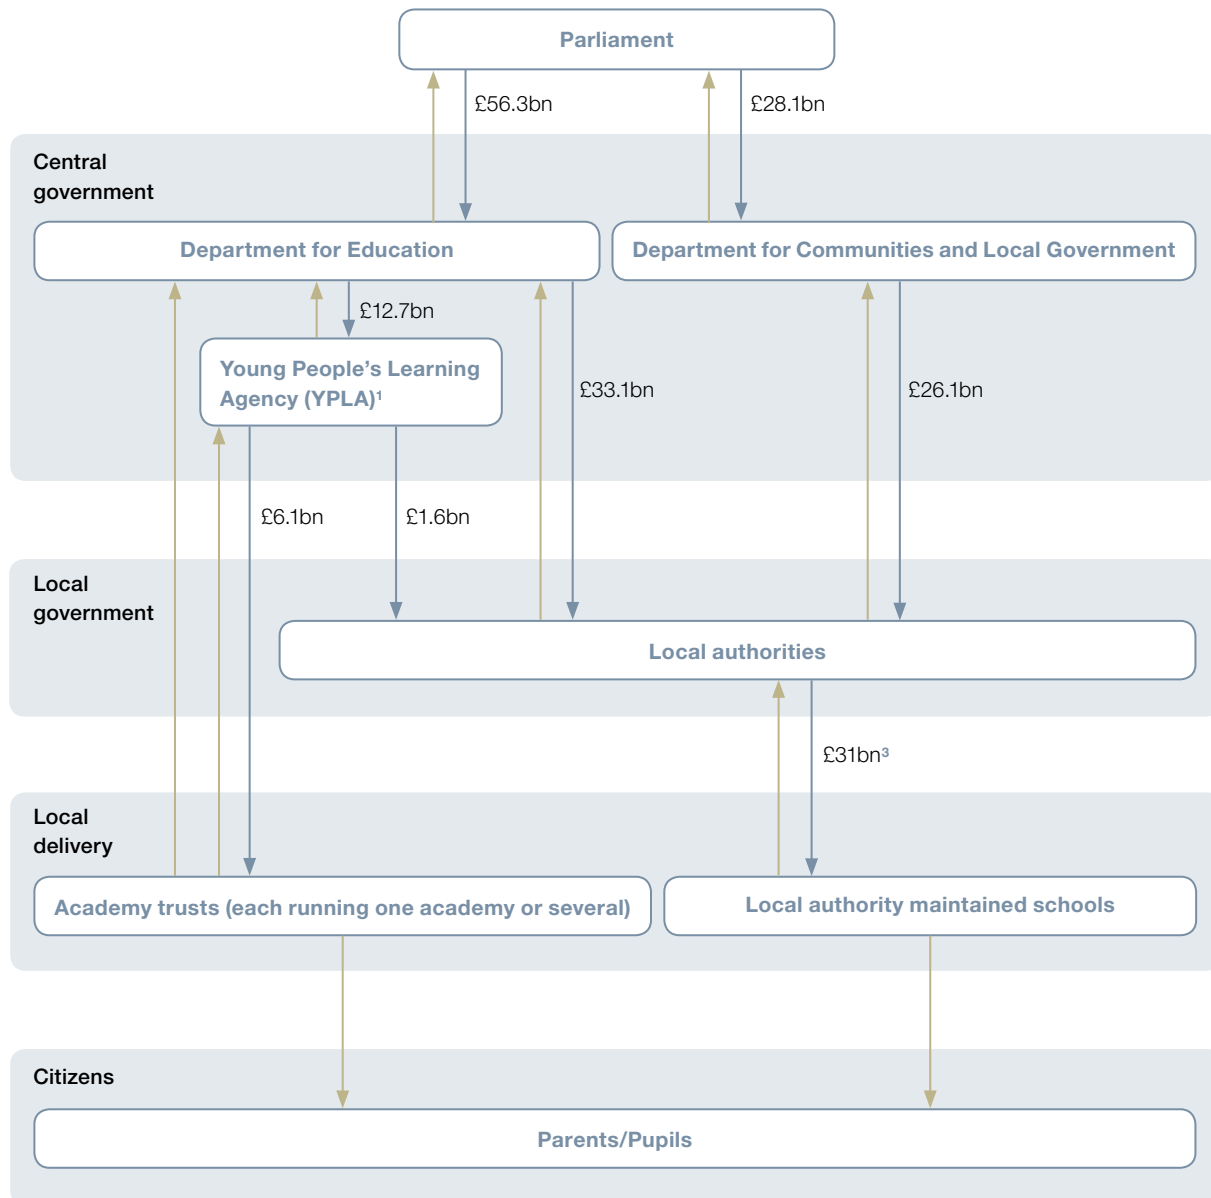 Parliament
£56.3bn
£28.1bn
Central
government
Department for Education
Department for Communities and Local Government
£12.7bn
Young People’s Learning
Agency (YPLA)¹
£33.1bn
£26.1bn
£6.1bn
£1.6bn
Local
government
Local authorities
£31bn³
Local
delivery
Academy trusts (each running one academy or several)
Local authority maintained schools
Citizens
Parents/Pupils